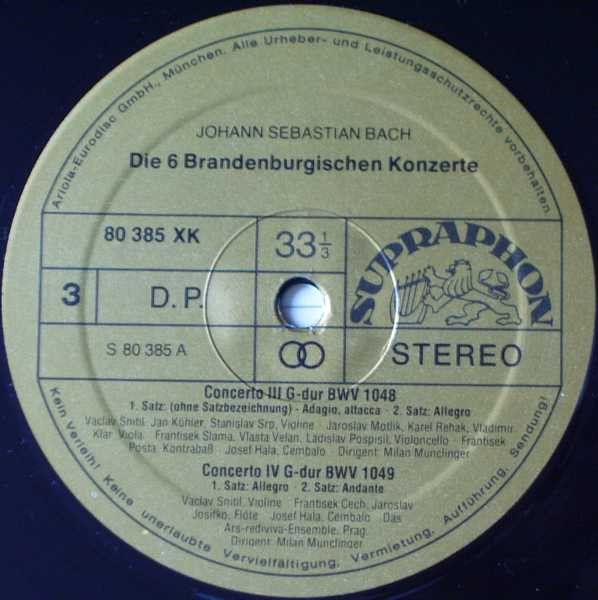 Ariola-Eurodisc GmbH., München. Alle Urheber- und Leistungsschutzrechte vorbehalten.
JOHANN SEBASTIAN BACH
Die 6 Brandenburgischen Konzerte
80 385 XK
33 1/3
SUPRAPHON
3
D. P.
S 80 385 A
STEREO
Concerto III G-dur BWV 1048
1. Satz: (ohne Satzbezeichnung) - Adagio, attacca · 2. Satz: Allegro
Vaclav Snitil, Jan Köhler, Stanislav Srp, Violine · Jaroslav Motlik, Karel Rehak, Vladimir
Klar, Viola · Frantisek Slama, Vlasta Velan, Ladislav Pospisil, Violoncello · Frantisek
Posta, Kontrabaß · Josef Hala, Cembalo · Dirigent: Milan Munclinger
Concerto IV G-dur BWV 1049
1. Satz: Allegro · 2. Satz: Andante
Vaclav Snitil, Violine · Frantisek Cech, Jaroslav
Josifko, Flöte · Josef Hala, Cembalo · Das
Ars-rediviva-Ensemble, Prag
Dirigent: Milan Munclinger
Kein Verleih! Keine unerlaubte Vervielfältigung, Vermietung, Aufführung, Sendung!